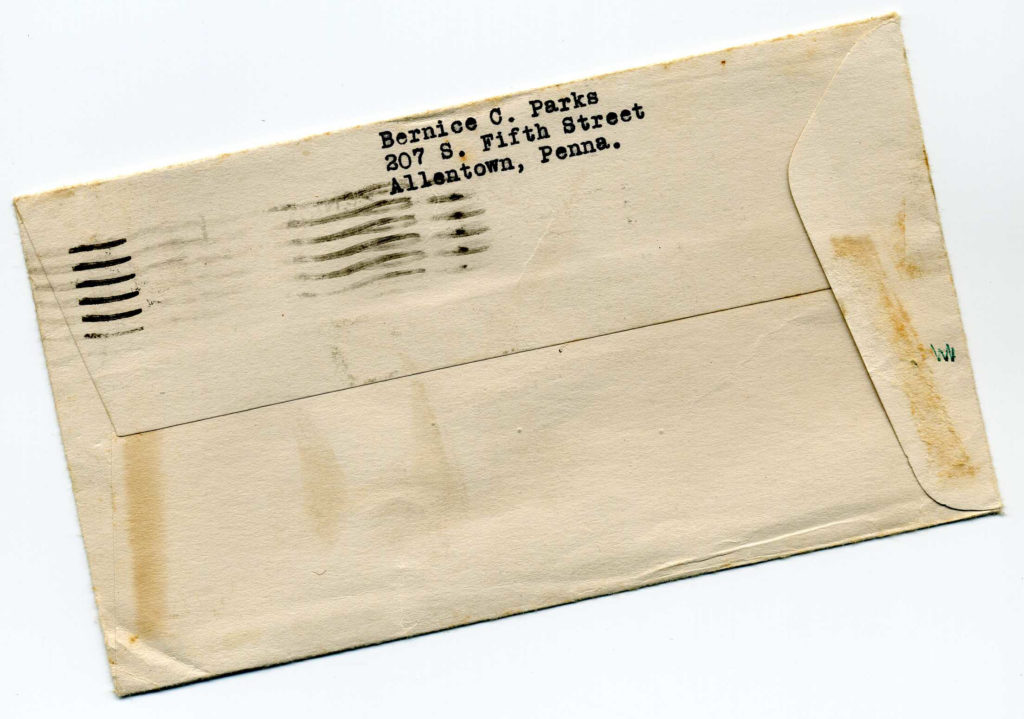 Bernice C. Parks
207 S. Fifth Street
Allentown, Penna.